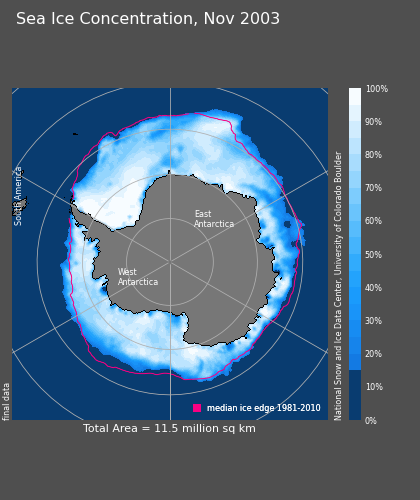 Sea Ice Concentration, Nov 2003
100%
90%
80%
70%
60%
50%
40%
30%
20%
10%
0%
National Snow and Ice Data Center, University of Colorado Boulder
South America
East
Antarctica
West
Antarctica
final data
median ice edge 1981-2010
Total Area = 11.5 million sq km